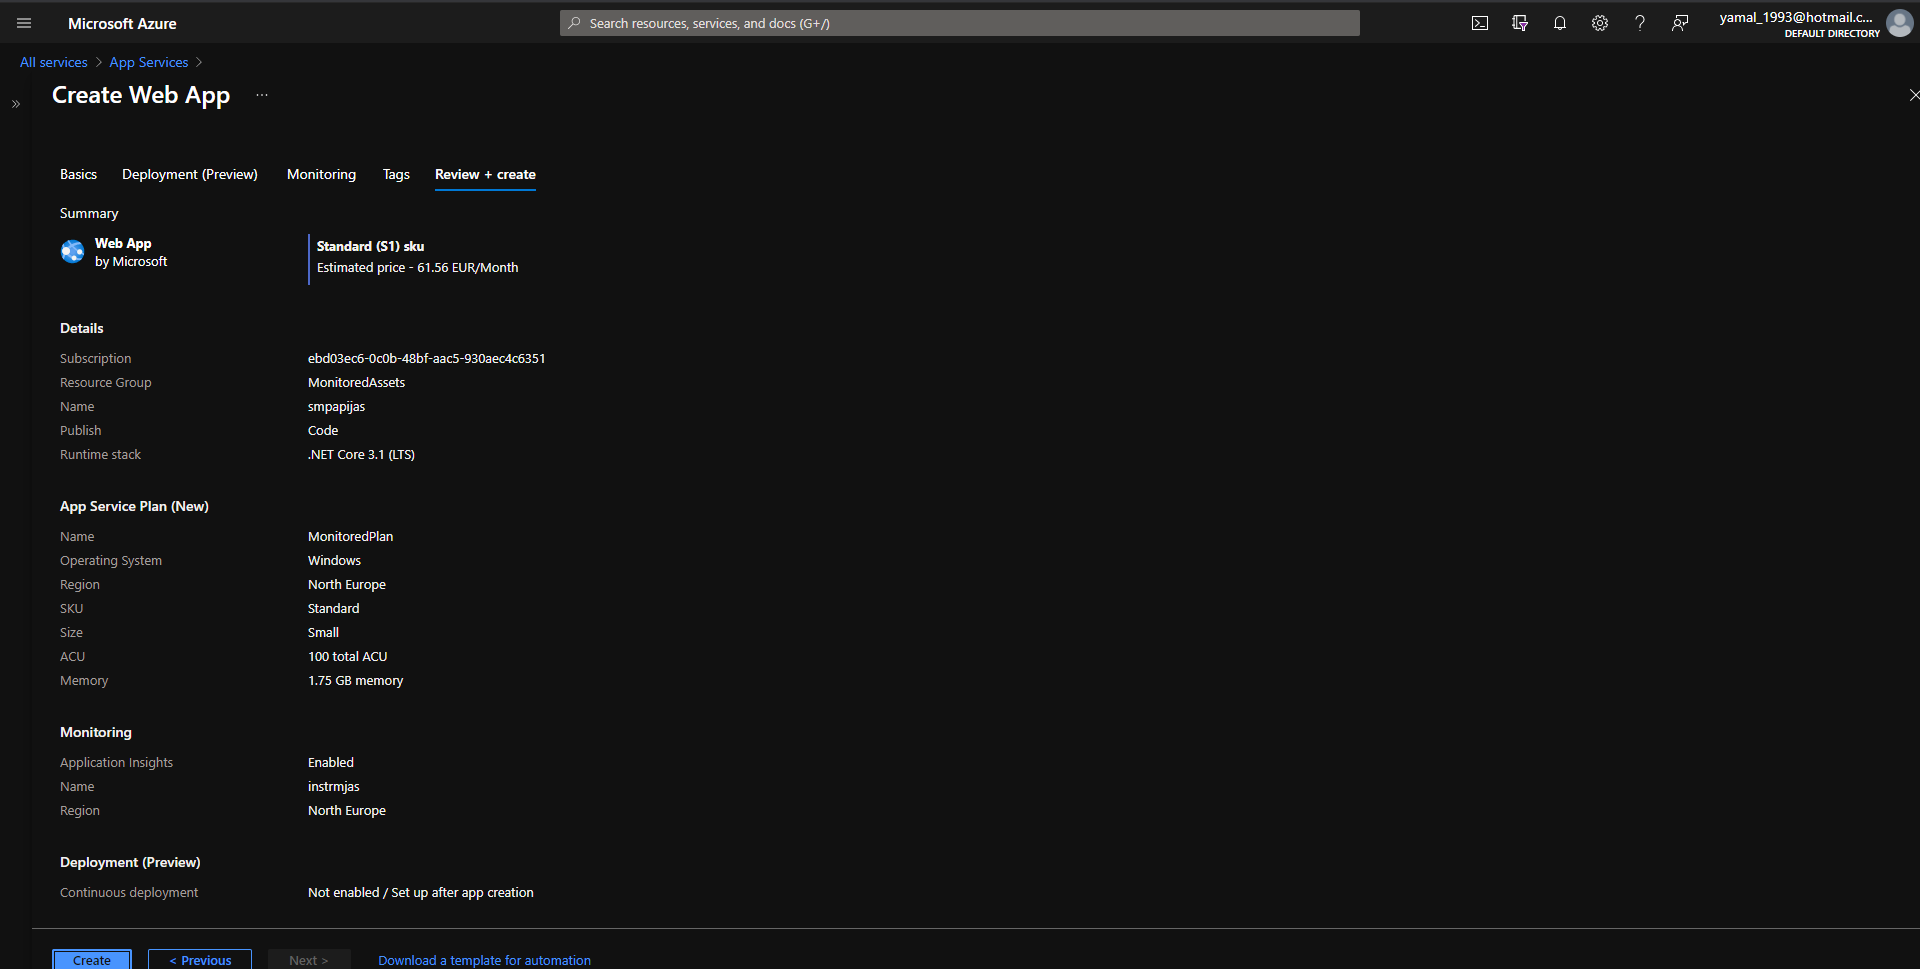 Microsoft Azure
Search resources, services, and docs (G+/)
yamal_1993@hotmail.c...
DEFAULT DIRECTORY
All services > App Services >
Create Web App ...
Basics Deployment (Preview) Monitoring Tags Review + create
Summary
Web App
by Microsoft
Standard (S1) sku
Estimated price - 61.56 EUR/Month
Details
Subscription ebd03ec6-0c0b-48bf-aac5-930aec4c6351
Resource Group MonitoredAssets
Name smpapijas
Publish Code
Runtime stack .NET Core 3.1 (LTS)
App Service Plan (New)
Name MonitoredPlan
Operating System Windows
Region North Europe
SKU Standard
Size Small
ACU 100 total ACU
Memory 1.75 GB memory
Monitoring
Application Insights Enabled
Name instrmjas
Region North Europe
Deployment (Preview)
Continuous deployment Not enabled / Set up after app creation
Create < Previous Next > Download a template for automation